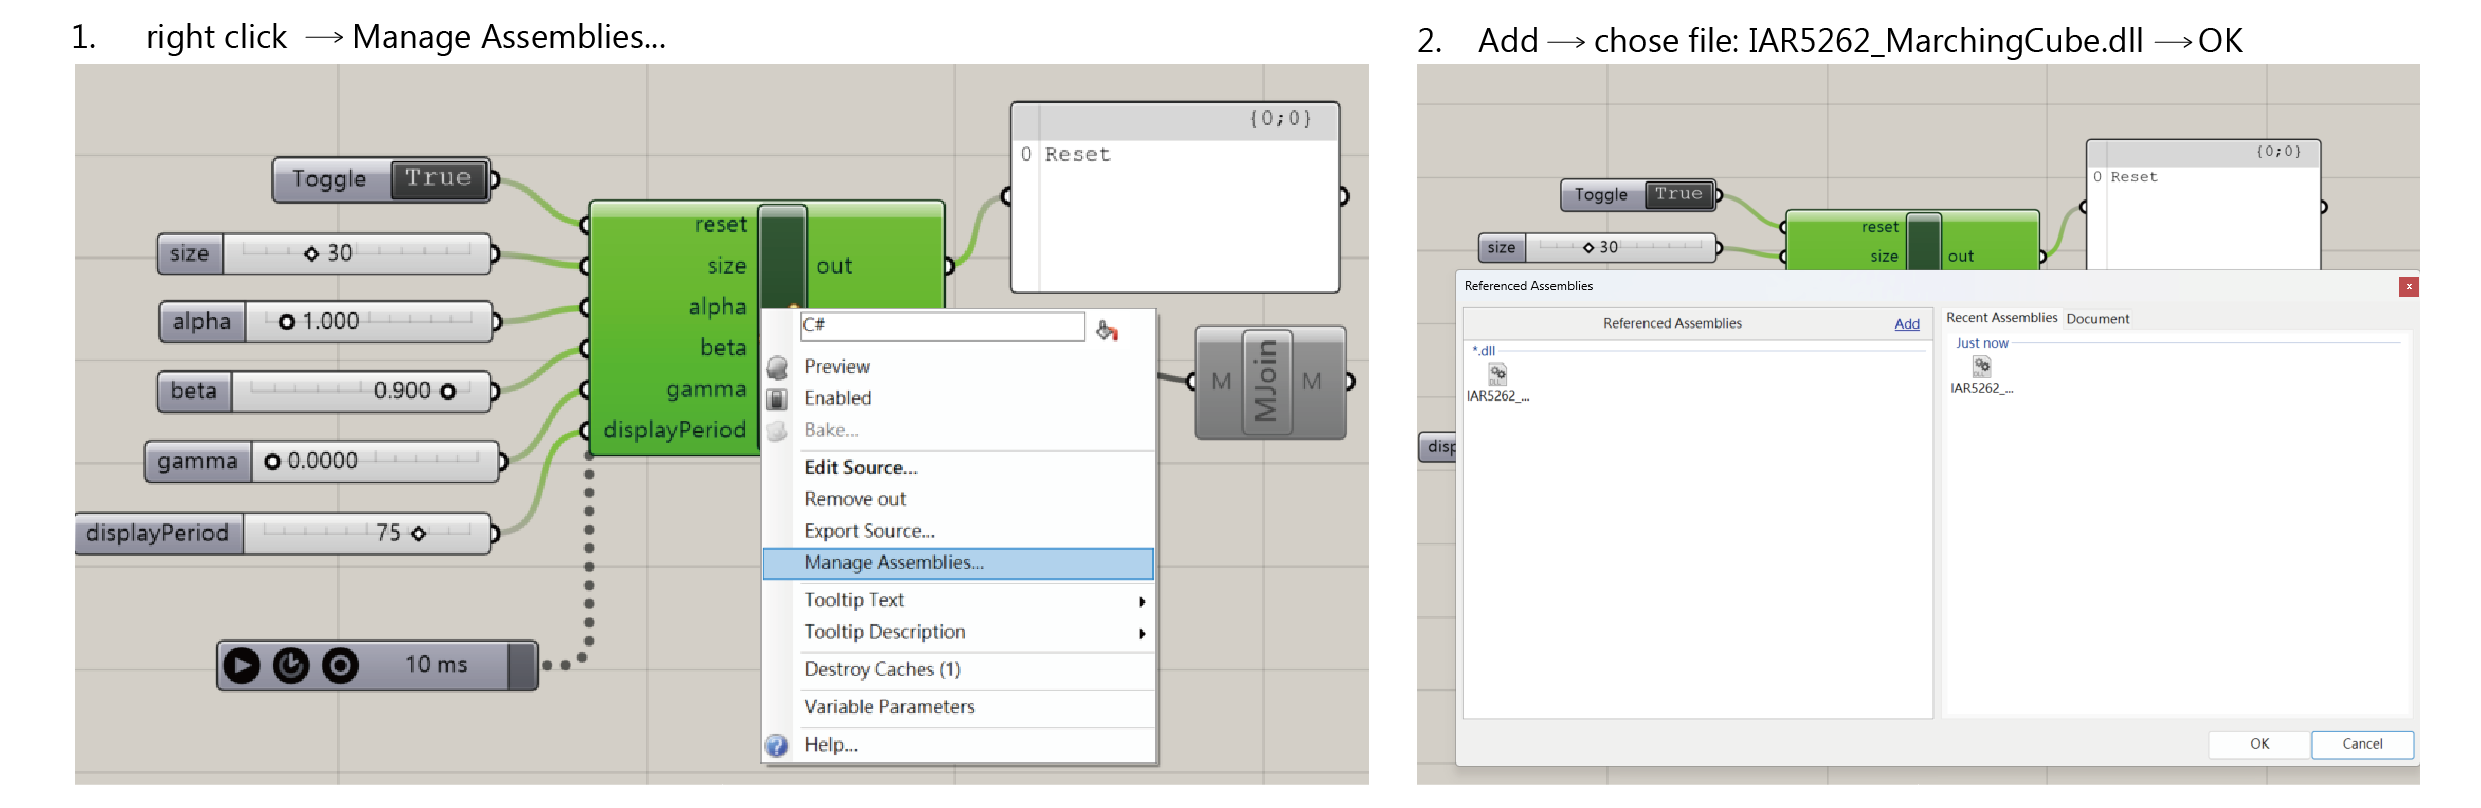 1. right click → Manage Assemblies...
{0;0}
0 Reset
Toggle True
size 30
alpha 1.000
beta 0.900
gamma 0.0000
displayPeriod 75
10 ms
reset
size
alpha
beta
gamma
displayPeriod
out
C#
Preview
Enabled
Bake...
Edit Source...
Remove out
Export Source...
Manage Assemblies...
Tooltip Text
Tooltip Description
Destroy Caches (1)
Variable Parameters
Help...
M MJoin M
2. Add → chose file: IAR5262_MarchingCube.dll → OK
{0;0}
0 Reset
Toggle True
size 30
reset
size
out
disp
Referenced Assemblies
Referenced Assemblies Add
*.dll
IAR5262_...
Recent Assemblies Document
Just now
IAR5262_...
OK Cancel